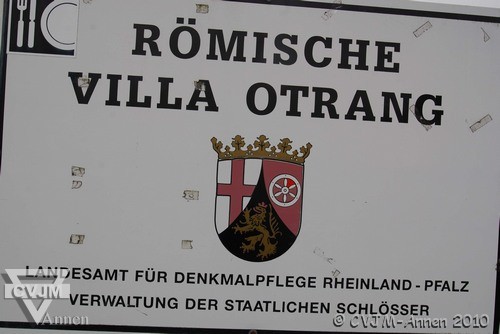 RÖMISCHE
VILLA OTRANG
LANDESAMT FÜR DENKMALPFLEGE RHEINLAND-PFALZ
VERWALTUNG DER STAATLICHEN SCHLÖSSER
CVJM
Annen
© CVJM-Annen 2010